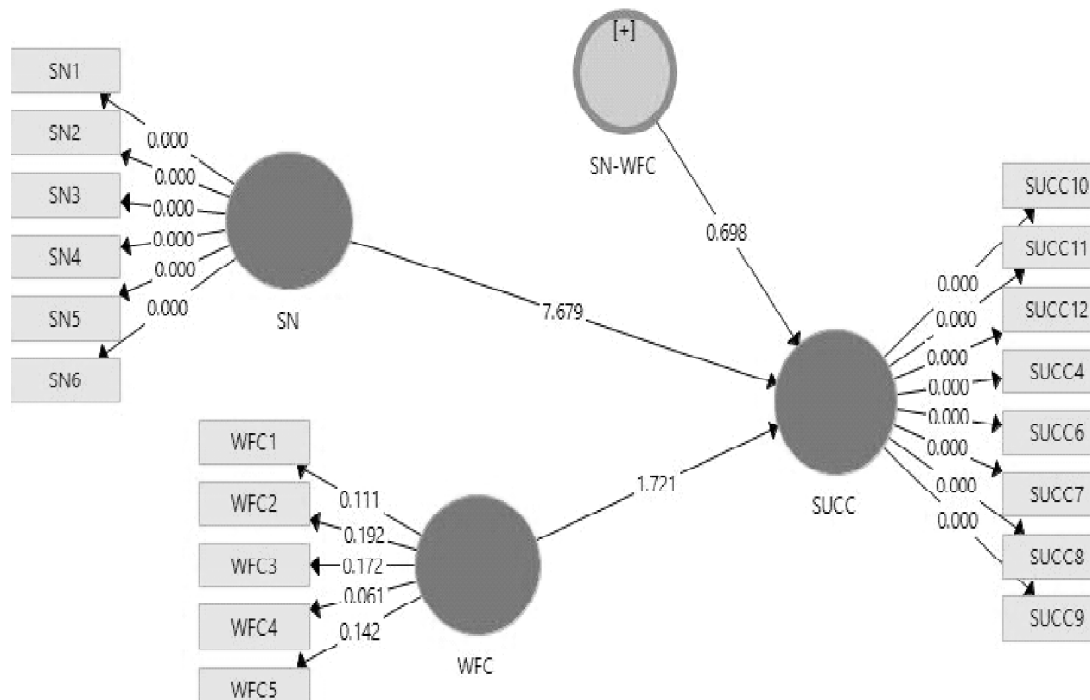 [+]
SN-WFC
SN1
SN2
SN3
SN4
SN5
SN6
0.000
0.000
0.000
0.000
0.000
0.000
SN
7.679
0.698
WFC1
WFC2
WFC3
WFC4
WFC5
0.111
0.192
0.172
0.061
0.142
WFC
1.721
SUCC
0.000
0.000
0.000
0.000
0.000
0.000
0.000
0.000
SUCC10
SUCC11
SUCC12
SUCC4
SUCC6
SUCC7
SUCC8
SUCC9